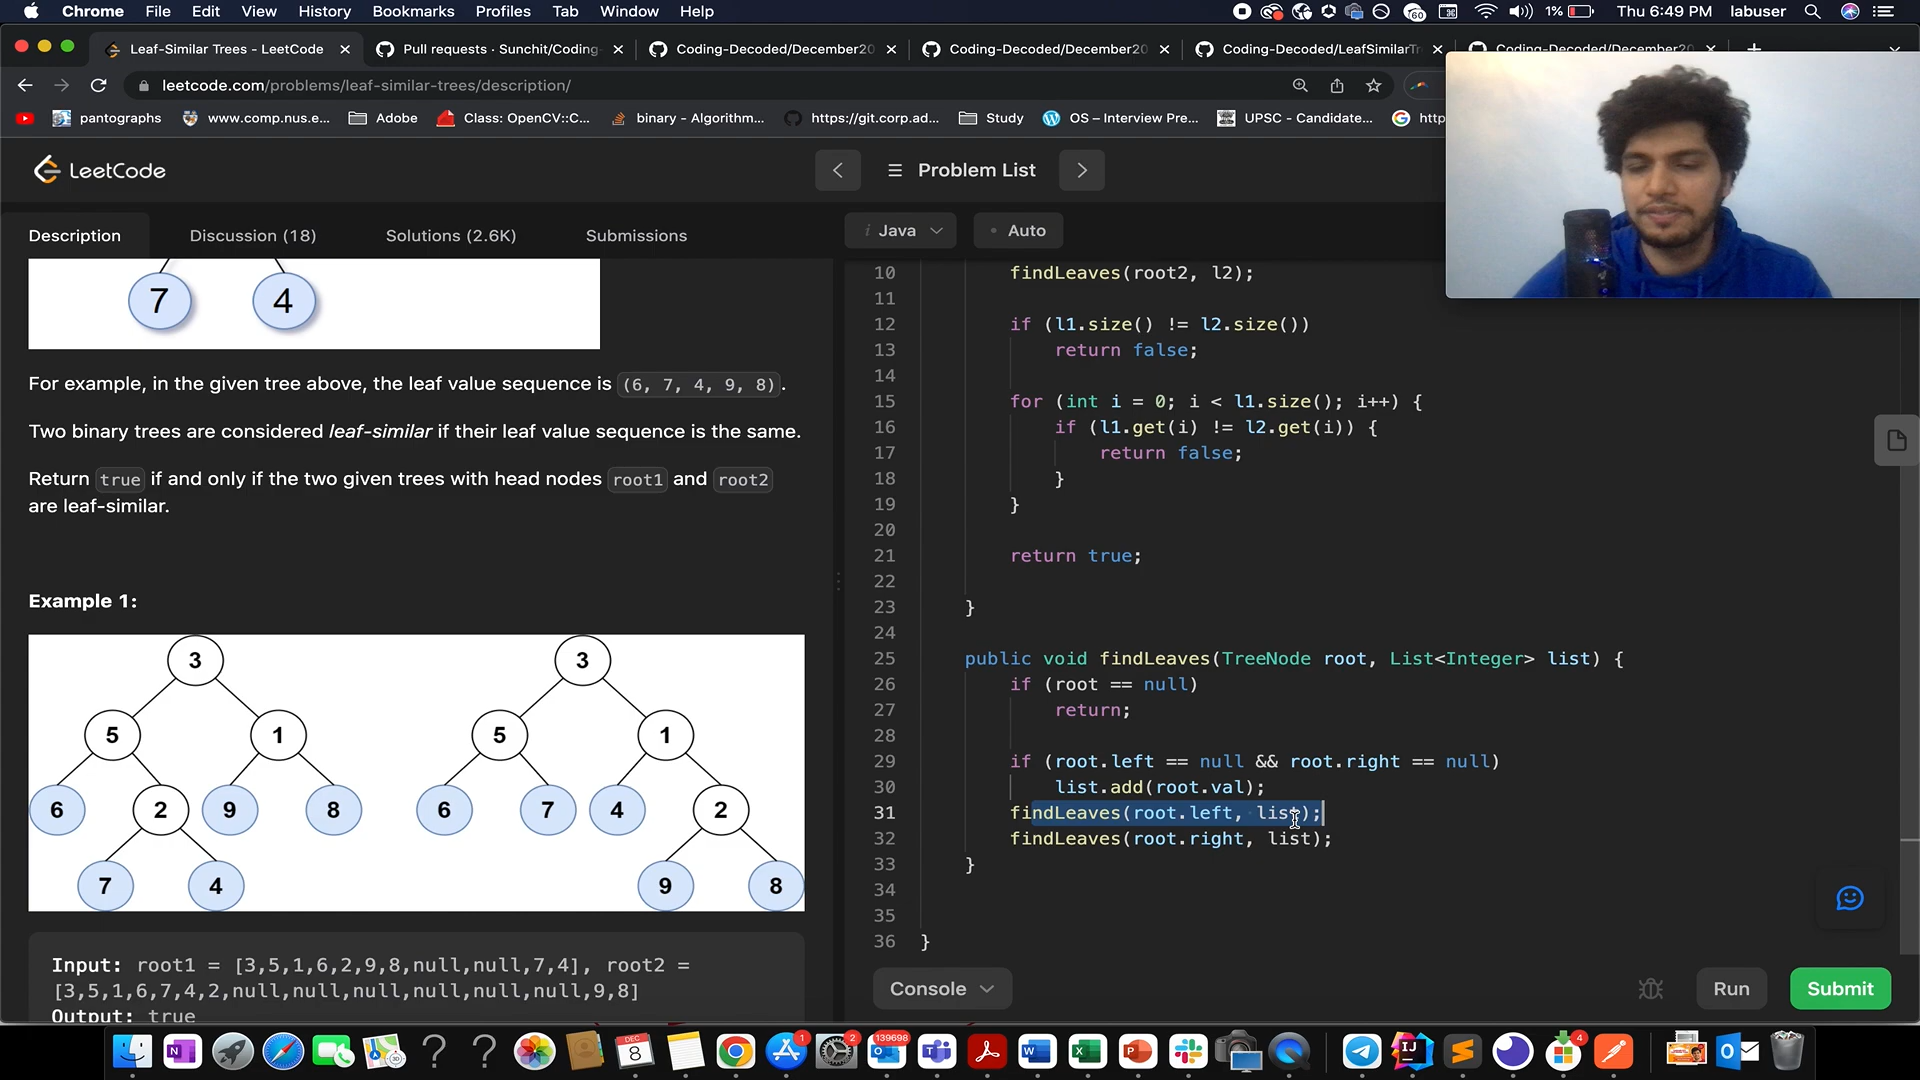 Chrome File Edit View History Bookmarks Profiles Tab Window Help
60 1% Thu 6:49 PM labuser
Leaf-Similar Trees - LeetCode
Pull requests · Sunchit/Coding-
Coding-Decoded/December20
Coding-Decoded/December20
Coding-Decoded/LeafSimilarTr
Coding-Decoded/December20
leetcode.com/problems/leaf-similar-trees/description/
pantographs
www.comp.nus.e...
Adobe
Class: OpenCV::C...
binary - Algorithm...
https://git.corp.ad...
Study
OS – Interview Pre...
UPSC - Candidate...
http
LeetCode
Problem List
Description
Discussion (18)
Solutions (2.6K)
Submissions
7 4
For example, in the given tree above, the leaf value sequence is (6, 7, 4, 9, 8).
Two binary trees are considered leaf-similar if their leaf value sequence is the same.
Return true if and only if the two given trees with head nodes root1 and root2
are leaf-similar.
Example 1:
3 3
5 1 5 1
6 2 9 8 6 7 4 2
7 4 9 8
Input: root1 = [3,5,1,6,2,9,8,null,null,7,4], root2 =
[3,5,1,6,7,4,2,null,null,null,null,null,null,9,8]
Output: true
i Java
Auto
10 findLeaves(root2, l2);
11
12 if (l1.size() != l2.size())
13 return false;
14
15 for (int i = 0; i < l1.size(); i++) {
16 if (l1.get(i) != l2.get(i)) {
17 return false;
18 }
19 }
20
21 return true;
22
23 }
24
25 public void findLeaves(TreeNode root, List<Integer> list) {
26 if (root == null)
27 return;
28
29 if (root.left == null && root.right == null)
30 list.add(root.val);
31 findLeaves(root.left, list);
32 findLeaves(root.right, list);
33 }
34
35
36 }
Console
Run
Submit
DEC
8
1
2
139698
4